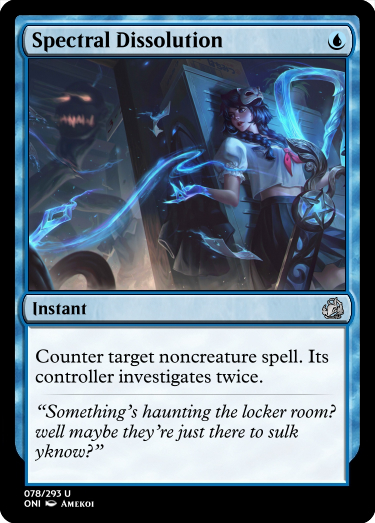 Spectral Dissolution
Instant
Counter target noncreature spell. Its
controller investigates twice.
“Something’s haunting the locker room?
well maybe they’re just there to sulk
yknow?”
078/293 U
ONI Amekoi